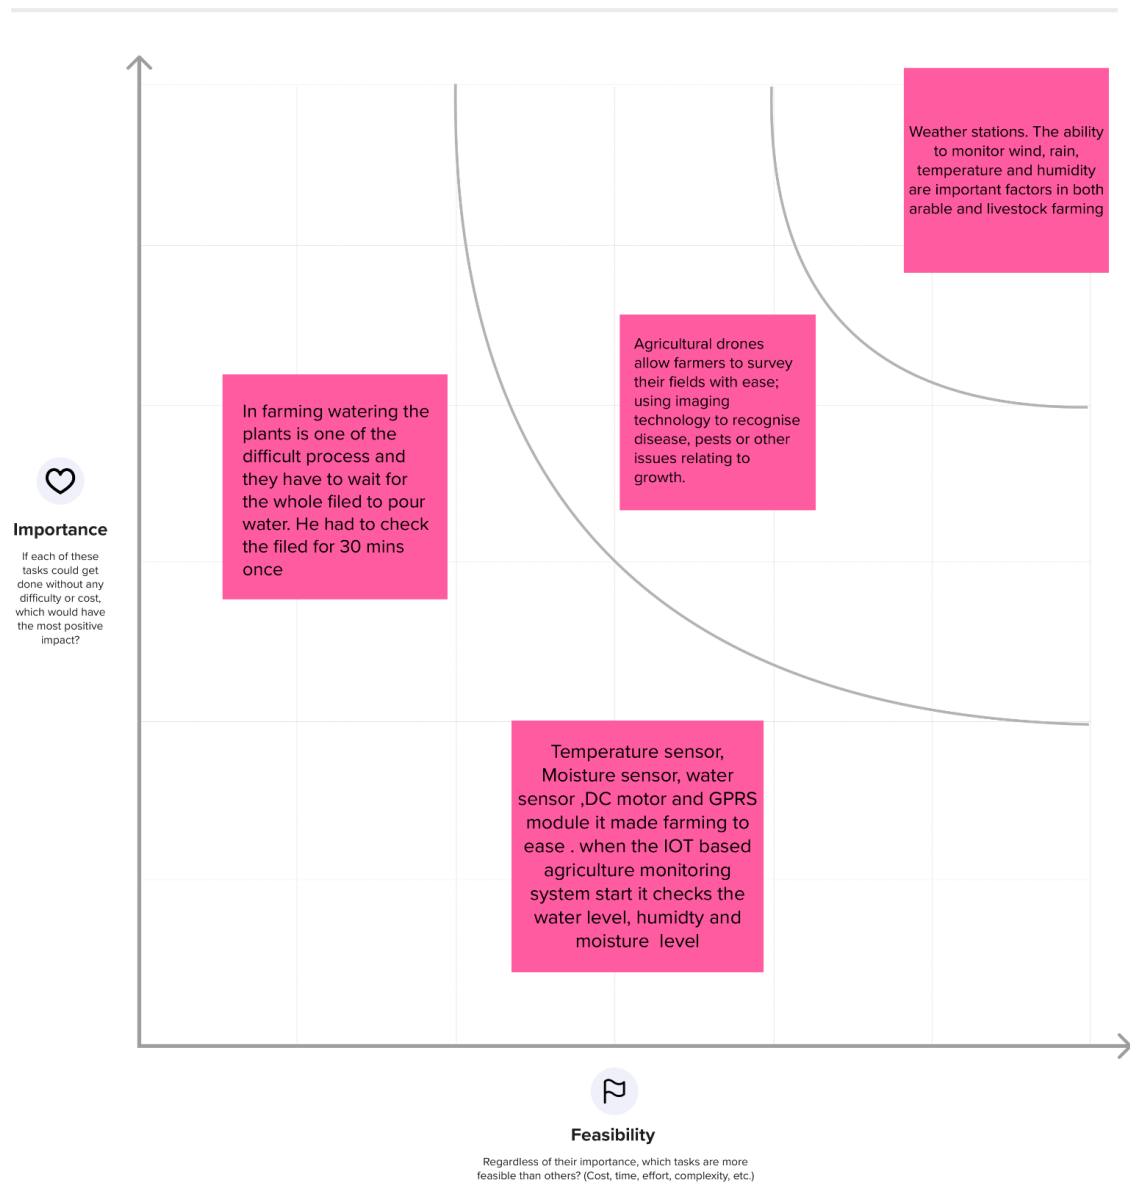 Weather stations. The ability
to monitor wind, rain,
temperature and humidity
are important factors in both
arable and livestock farming
Agricultural drones
allow farmers to survey
their fields with ease;
using imaging
technology to recognise
disease, pests or other
issues relating to
growth.
In farming watering the
plants is one of the
difficult process and
they have to wait for
the whole filed to pour
water. He had to check
the filed for 30 mins
once
Importance
If each of these
tasks could get
done without any
difficulty or cost,
which would have
the most positive
impact?
Temperature sensor,
Moisture sensor, water
sensor ,DC motor and GPRS
module it made farming to
ease . when the IOT based
agriculture monitoring
system start it checks the
water level, humidty and
moisture  level
Feasibility
Regardless of their importance, which tasks are more
feasible than others? (Cost, time, effort, complexity, etc.)